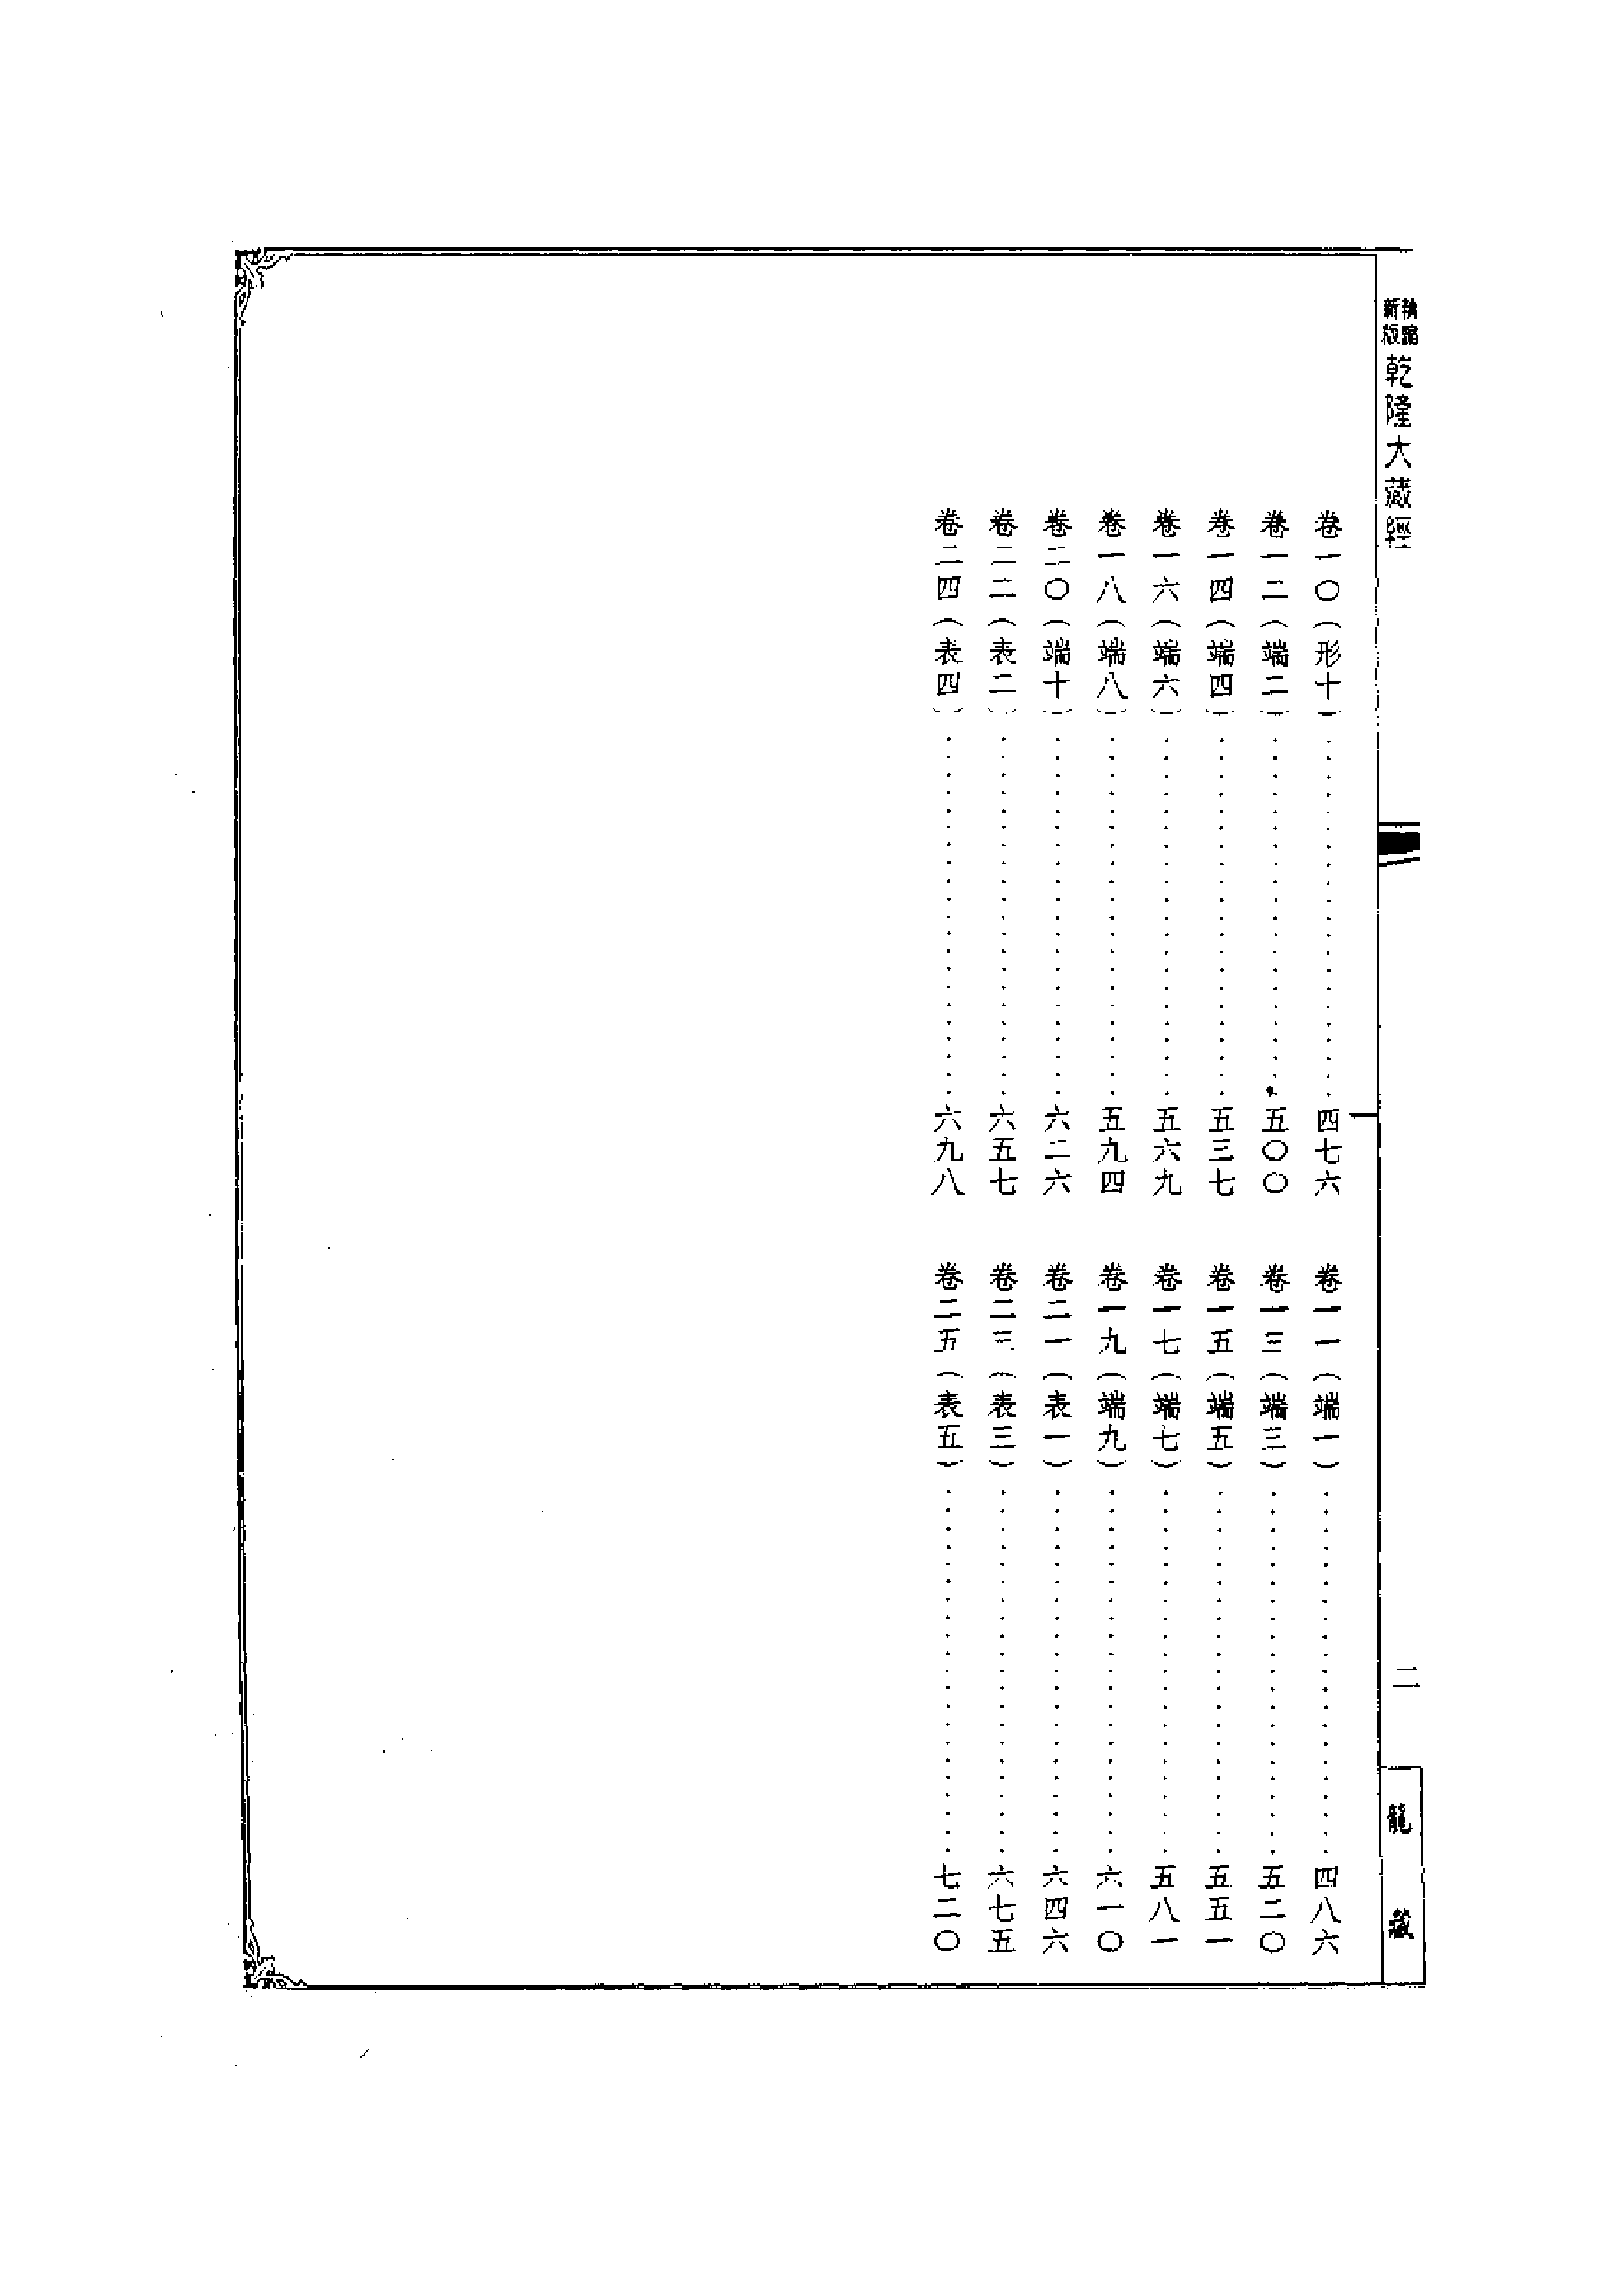 新版
乾隆大藏經
卷一〇（形十）⋯⋯⋯⋯⋯⋯⋯四七六
卷一一（端一）⋯⋯⋯⋯⋯⋯⋯四八六
卷一二（端二）⋯⋯⋯⋯⋯⋯⋯五〇〇
卷一三（端三）⋯⋯⋯⋯⋯⋯⋯五二〇
卷一四（端四）⋯⋯⋯⋯⋯⋯⋯五三七
卷一五（端五）⋯⋯⋯⋯⋯⋯⋯五五一
卷一六（端六）⋯⋯⋯⋯⋯⋯⋯五六九
卷一七（端七）⋯⋯⋯⋯⋯⋯⋯五八一
卷一八（端八）⋯⋯⋯⋯⋯⋯⋯五九四
卷一九（端九）⋯⋯⋯⋯⋯⋯⋯六一〇
卷二〇（端十）⋯⋯⋯⋯⋯⋯⋯六二六
卷二一（表一）⋯⋯⋯⋯⋯⋯⋯六四六
卷二二（表二）⋯⋯⋯⋯⋯⋯⋯六五七
卷二三（表三）⋯⋯⋯⋯⋯⋯⋯六七五
卷二四（表四）⋯⋯⋯⋯⋯⋯⋯六九八
卷二五（表五）⋯⋯⋯⋯⋯⋯⋯七二〇
二
龍藏